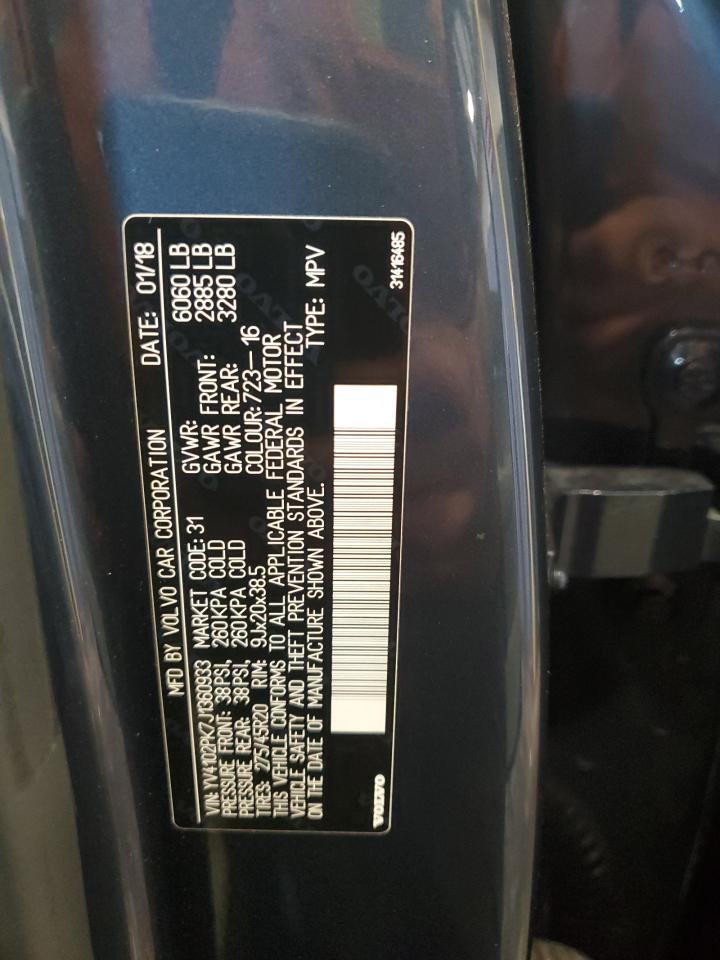 MFD BY VOLVO CAR CORPORATION DATE: 01/18
VIN: YV4102PK7J1360933 MARKET CODE: 31 GVWR: 6060 LB
PRESSURE FRONT: 38PSI, 260KPA COLD GAWR FRONT: 2885 LB
PRESSURE REAR: 38PSI, 260KPA COLD GAWR REAR: 3280 LB
TIRES: 275/45R20 RIM: 9Jx20x38.5 COLOUR: 723-16
THIS VEHICLE CONFORMS TO ALL APPLICABLE FEDERAL MOTOR
VEHICLE SAFETY AND THEFT PREVENTION STANDARDS IN EFFECT
ON THE DATE OF MANUFACTURE SHOWN ABOVE. TYPE: MPV
VOLVO 31416485